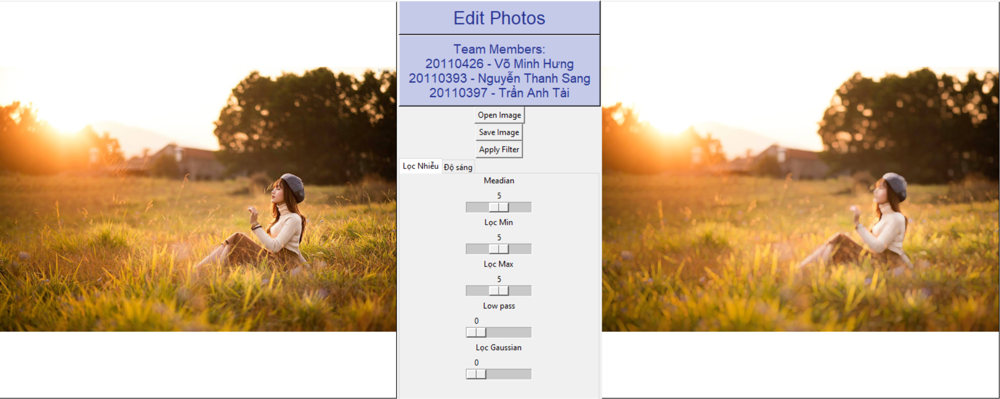 Edit Photos
Team Members:
20110426 - Võ Minh Hưng
20110393 - Nguyễn Thanh Sang
20110397 - Trần Anh Tài
Open Image
Save Image
Apply Filter
Lọc Nhiễu
Độ sáng
Meadian
5
Lọc Min
5
Lọc Max
5
Low pass
0
Lọc Gaussian
0